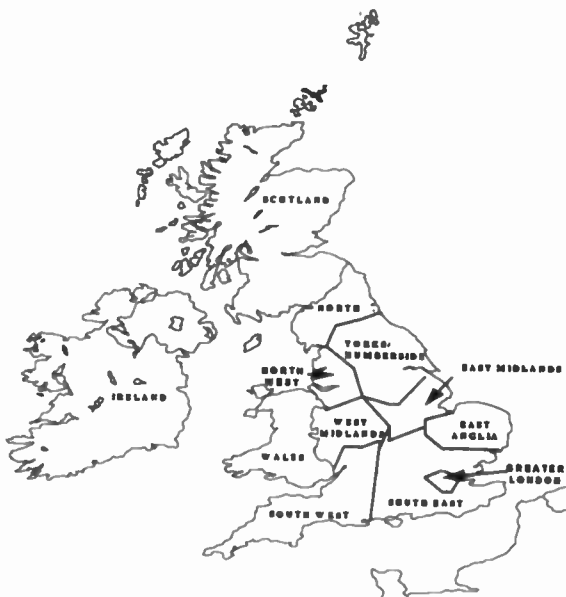 SCOTLAND
NORTH
YORKS/
HUMBERSIDE
NORTH
WEST
EAST MIDLANDS
IRELAND
WEST
MIDLANDS
EAST
ANGLIA
WALES
GREATER
LONDON
SOUTH EAST
SOUTH WEST